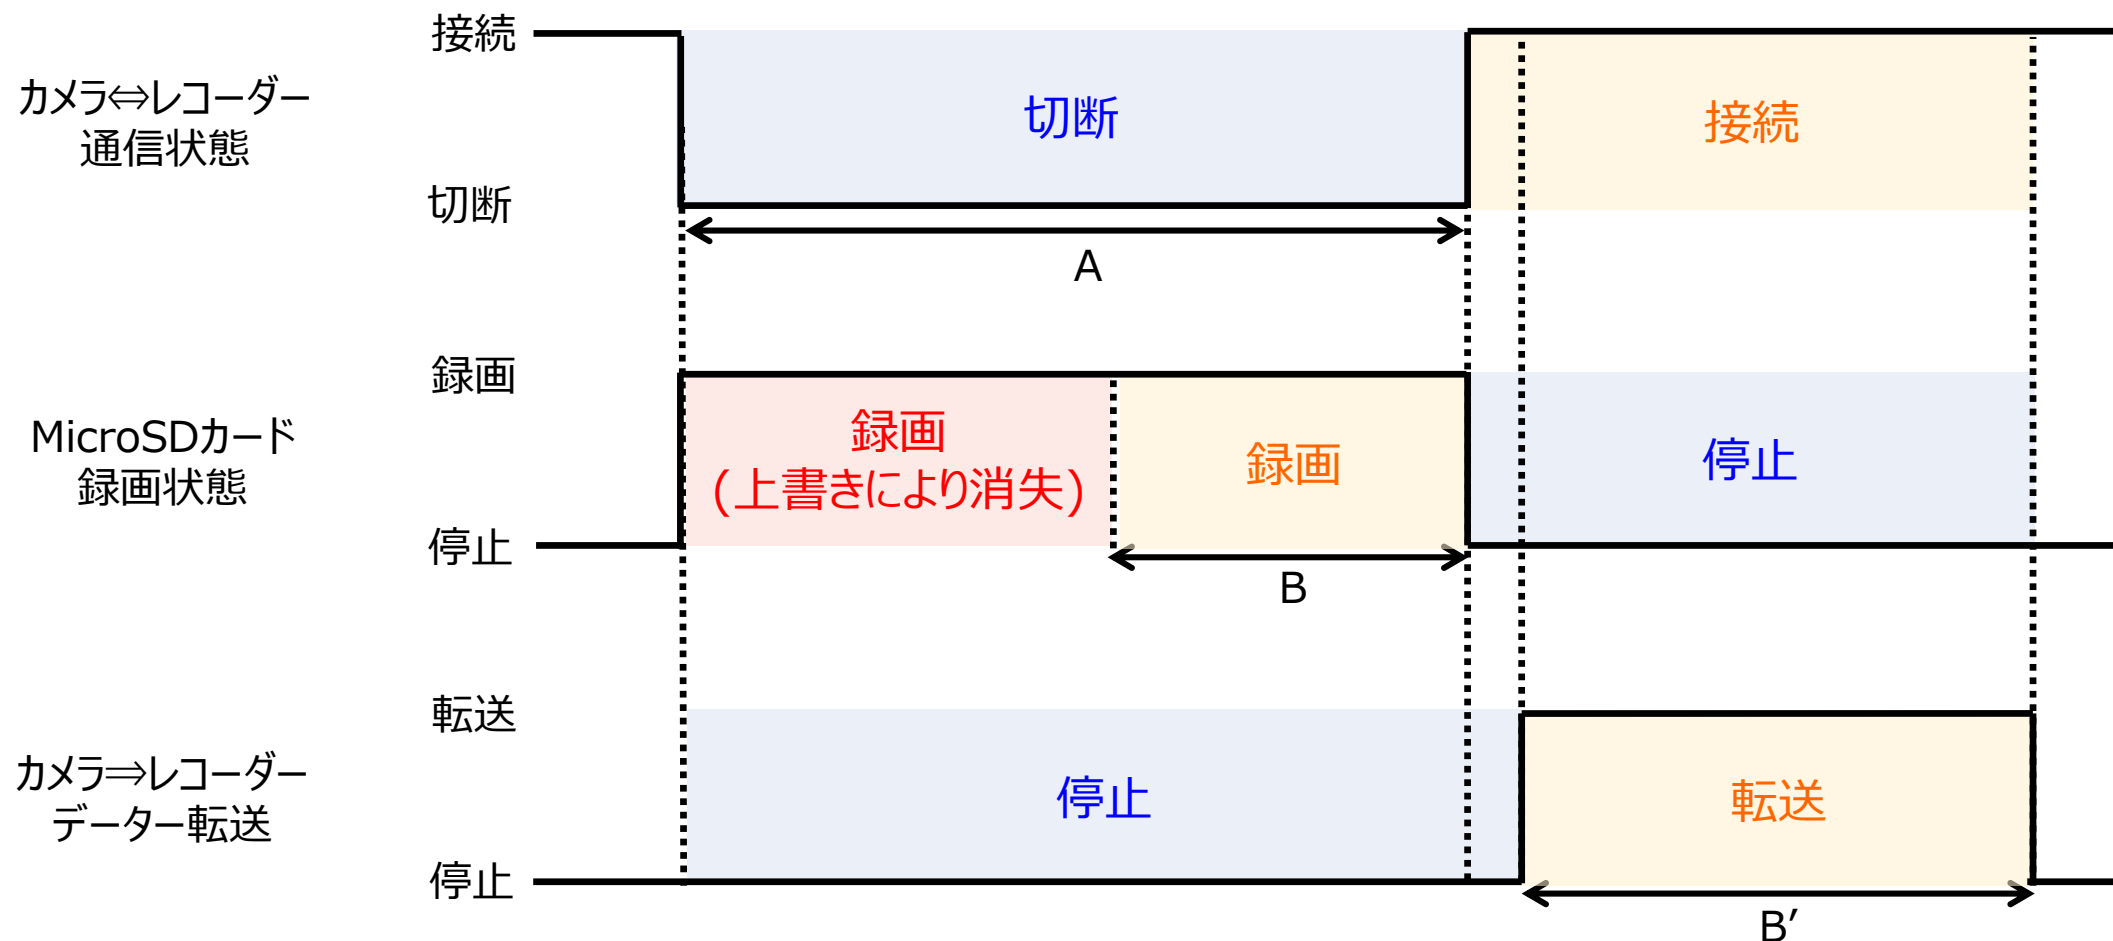 接続
カメラ⇔レコーダー
通信状態
切断
接続
切断
A
録画
MicroSDカード
録画状態
録画
(上書きにより消失)
録画
停止
停止
B
転送
カメラ⇒レコーダー
データー転送
停止
転送
停止
B′